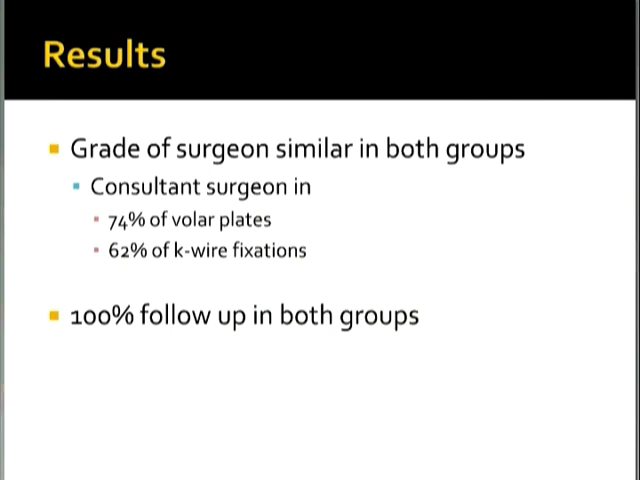 Results
Grade of surgeon similar in both groups
Consultant surgeon in
74% of volar plates
62% of k-wire fixations
100% follow up in both groups